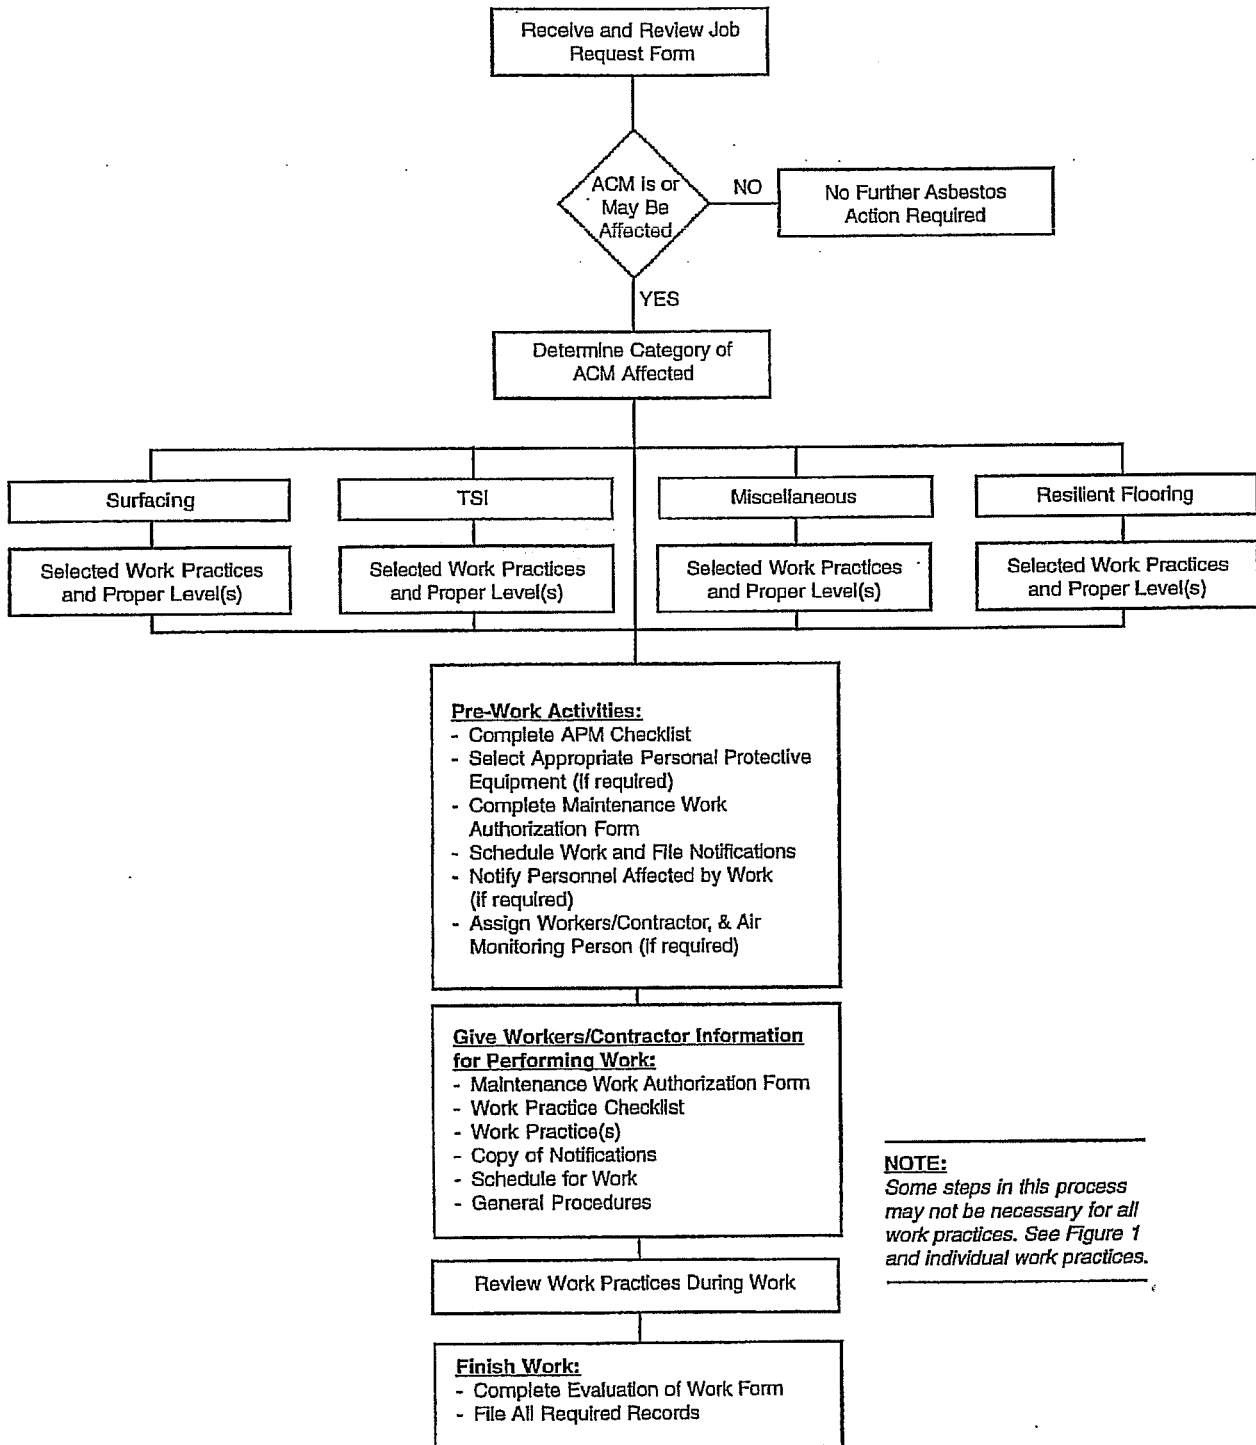 Receive and Review Job
Request Form
ACM is or
May Be
Affected
NO
No Further Asbestos
Action Required
YES
Determine Category of
ACM Affected
Surfacing
TSI
Miscellaneous
Resilient Flooring
Selected Work Practices
and Proper Level(s)
Selected Work Practices
and Proper Level(s)
Selected Work Practices
and Proper Level(s)
Selected Work Practices
and Proper Level(s)
Pre-Work Activities:
- Complete APM Checklist
- Select Appropriate Personal Protective
Equipment (if required)
- Complete Maintenance Work
Authorization Form
- Schedule Work and File Notifications
- Notify Personnel Affected by Work
(if required)
- Assign Workers/Contractor, & Air
Monitoring Person (if required)
Give Workers/Contractor Information
for Performing Work:
- Maintenance Work Authorization Form
- Work Practice Checklist
- Work Practice(s)
- Copy of Notifications
- Schedule for Work
- General Procedures
NOTE:
Some steps in this process
may not be necessary for all
work practices. See Figure 1
and individual work practices.
Review Work Practices During Work
Finish Work:
- Complete Evaluation of Work Form
- File All Required Records